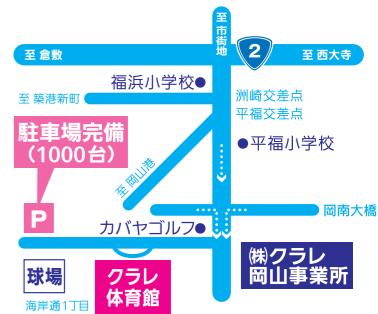 至市街地
至 倉敷
2
至 西大寺
福浜小学校
至 築港新町
洲崎交差点
平福交差点
駐車場完備
（1000台）
平福小学校
至 岡山港
P
岡南大橋
カバヤゴルフ
㈱クラレ
岡山事業所
球場
クラレ
体育館
海岸通1丁目